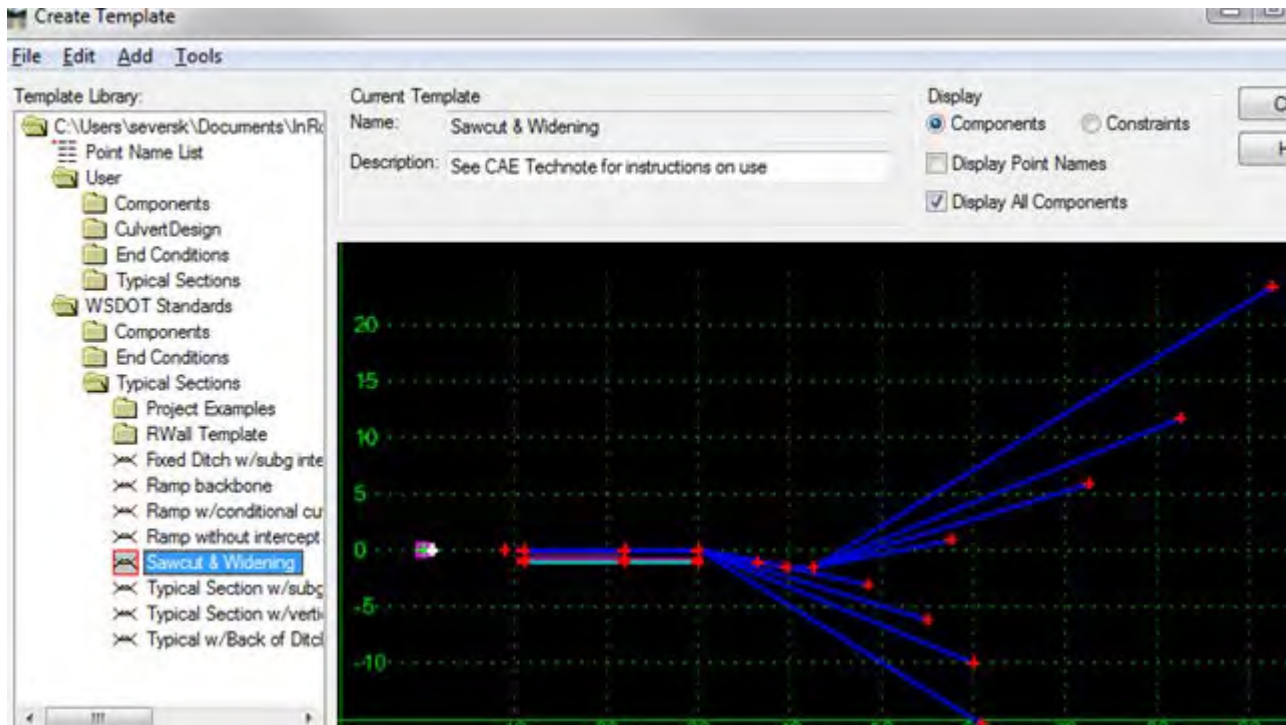 Create Template
File Edit Add Tools
Template Library:
C:\Users\seversk\Documents\InRo
Point Name List
User
Components
CulvertDesign
End Conditions
Typical Sections
WSDOT Standards
Components
End Conditions
Typical Sections
Project Examples
RWall Template
Fixed Ditch w/subg inte
Ramp backbone
Ramp w/conditional cu
Ramp without intercept
Sawcut & Widening
Typical Section w/subg
Typical Section w/verti
Typical w/Back of Ditcl
Current Template
Name: Sawcut & Widening
Description: See CAE Technote for instructions on use
Display
Components Constraints
Display Point Names
Display All Components
20
15
10
5
0
-5
-10